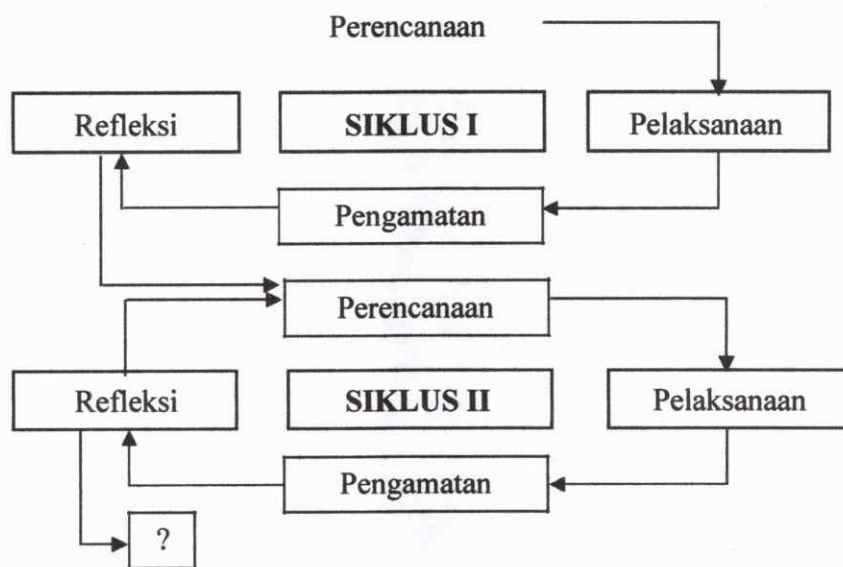 Perencanaan
Refleksi
SIKLUS I
Pelaksanaan
Pengamatan
Perencanaan
Refleksi
SIKLUS II
Pelaksanaan
Pengamatan
?